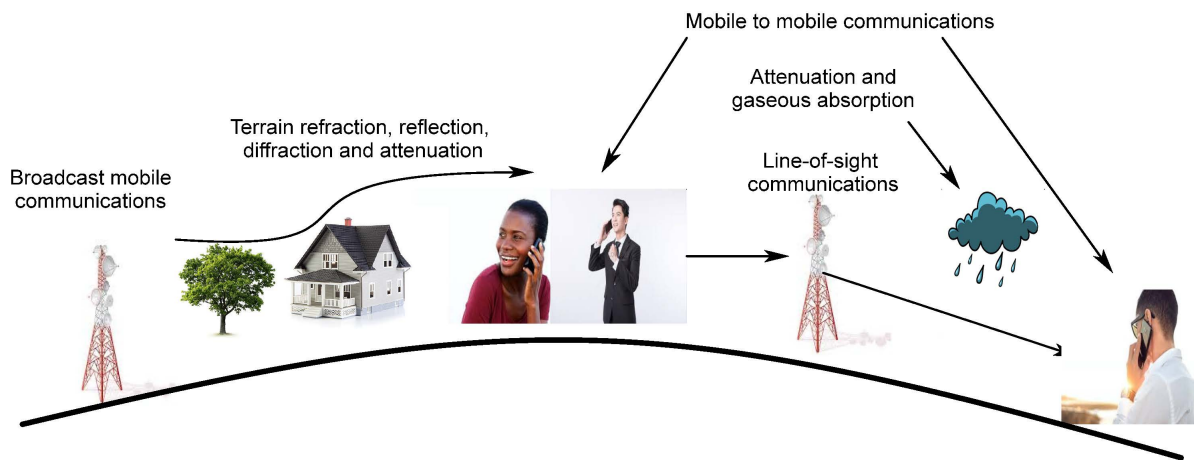 Mobile to mobile communications
Attenuation and
gaseous absorption
Terrain refraction, reflection,
diffraction and attenuation
Line-of-sight
communications
Broadcast mobile
communications